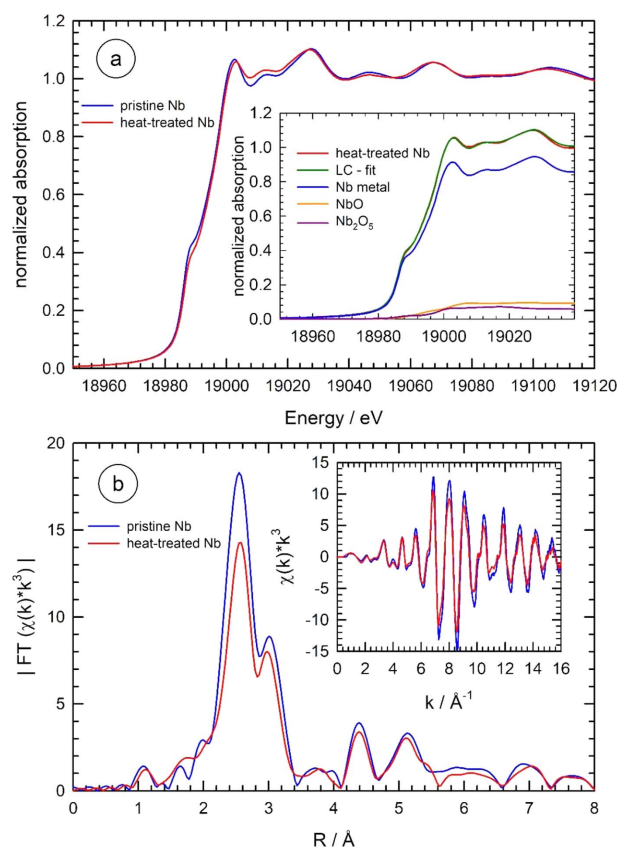 1.2
a
1.0
pristine Nb
heat-treated Nb
0.8
0.6
0.4
0.2
0.0
normalized absorption
1.2
1.0
0.8
0.6
0.4
0.2
0.0
normalized absorption
heat-treated Nb
LC - fit
Nb metal
NbO
Nb₂O₅
18960 18980 19000 19020
18960 18980 19000 19020 19040 19060 19080 19100 19120
Energy / eV
20
b
18
16
pristine Nb
heat-treated Nb
12
8
4
0
| FT (χ(k)*k³) |
15
10
5
0
-5
-10
-15
χ(k)*k³
0 2 4 6 8 10 12 14 16
k / Å⁻¹
0 1 2 3 4 5 6 7 8
R / Å